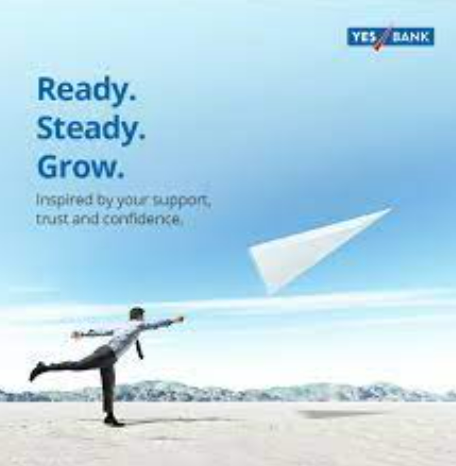 YES BANK
Ready.
Steady.
Grow.
Inspired by your support,
trust and confidence.